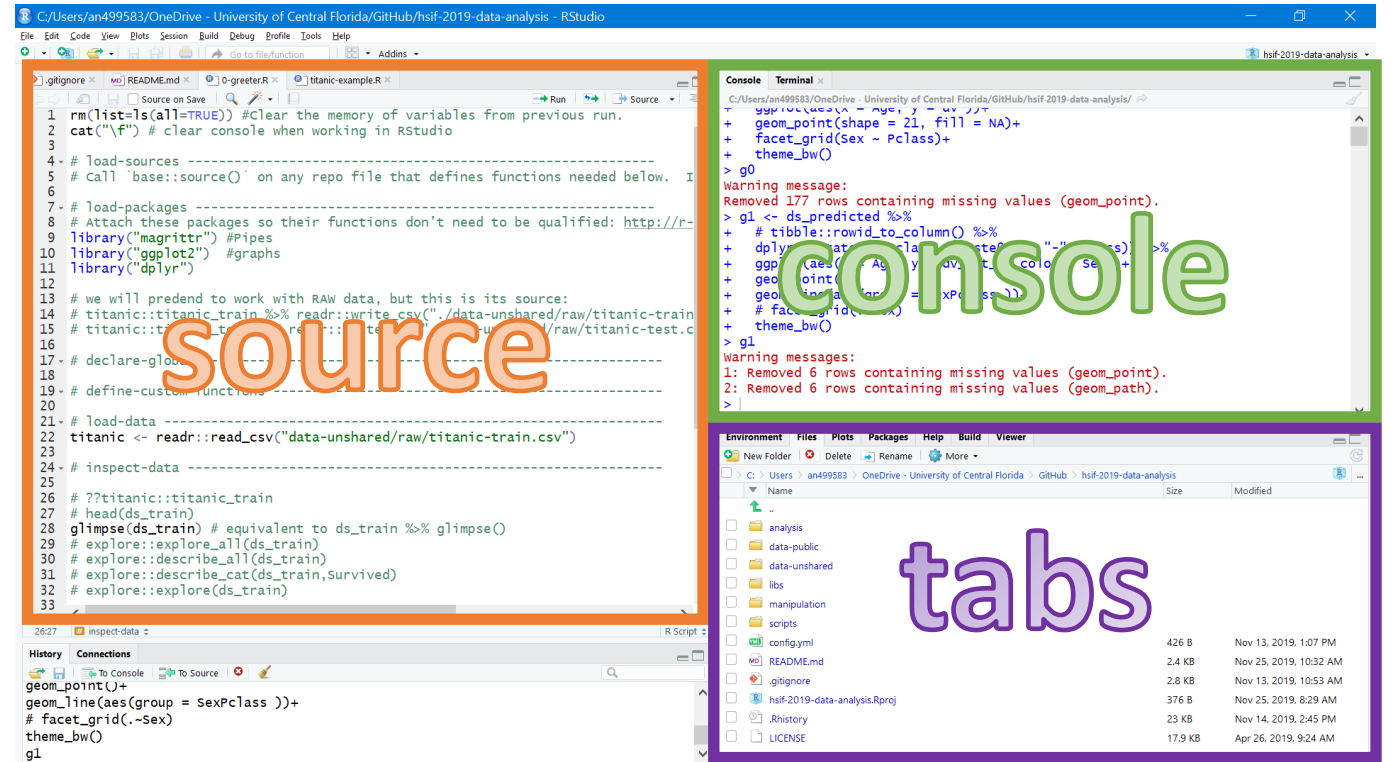 C:/Users/an499583/OneDrive - University of Central Florida/GitHub/hsif-2019-data-analysis - RStudio
File Edit Code View Plots Session Build Debug Profile Tools Help
Go to file/function Addins hsif-2019-data-analysis
.gitignore README.md 0-greeter.R titanic-example.R
Source on Save Run Source
1 rm(list=ls(all=TRUE)) #Clear the memory of variables from previous run.
2 cat("\f") # clear console when working in RStudio
3
4 # load-sources ------------------------------------------------------------
5 # Call `base::source()` on any repo file that defines functions needed below. I
6
7 # load-packages -----------------------------------------------------------
8 # Attach these packages so their functions don't need to be qualified: http://r-
9 library("magrittr") #Pipes
10 library("ggplot2") #graphs
11 library("dplyr")
12
13 # we will predend to work with RAW data, but this is its source:
14 # titanic::titanic_train %>% readr::write_csv("./data-unshared/raw/titanic-train
15 # titanic:: readr:: /raw/titanic-test.c
16
17 # declare-
18
19 # define-custom-functions
20
21 # load-data ---------------------------------------------------------------
22 titanic <- readr::read_csv("data-unshared/raw/titanic-train.csv")
23
24 # inspect-data ------------------------------------------------------------
25
26 # ??titanic::titanic_train
27 # head(ds_train)
28 glimpse(ds_train) # equivalent to ds_train %>% glimpse()
29 # explore::explore_all(ds_train)
30 # explore::describe_all(ds_train)
31 # explore::describe_cat(ds_train,Survived)
32 # explore::explore(ds_train)
33
source
26:27 inspect-data R Script
History Connections
To Console To Source
geom_point()+
geom_line(aes(group = SexPclass ))+
# facet_grid(.~Sex)
theme_bw()
g1
Console Terminal
C:/Users/an499583/OneDrive - University of Central Florida/GitHub/hsif-2019-data-analysis/
+ ggplot(aes(x = Age, y = dv ))+
+ geom_point(shape = 21, fill = NA)+
+ facet_grid(Sex ~ Pclass)+
+ theme_bw()
> g0
Warning message:
Removed 177 rows containing missing values (geom_point).
> g1 <- ds_predicted %>%
+ # tibble::rowid_to_column() %>%
+ dplyr:: "-" %>%
+ (aes(
+
+
+ #
+ theme_bw()
> g1
Warning messages:
1: Removed 6 rows containing missing values (geom_point).
2: Removed 6 rows containing missing values (geom_path).
>
console
Environment Files Plots Packages Help Build Viewer
New Folder Delete Rename More
C: > Users > an499583 > OneDrive - University of Central Florida > GitHub > hsif-2019-data-analysis ...
Name Size Modified
..
analysis
data-public
data-unshared
libs
manipulation
scripts
config.yml 426 B Nov 13, 2019, 1:07 PM
README.md 2.4 KB Nov 25, 2019, 10:32 AM
.gitignore 2.8 KB Nov 13, 2019, 10:53 AM
hsif-2019-data-analysis.Rproj 376 B Nov 25, 2019, 8:29 AM
.Rhistory 23 KB Nov 14, 2019, 2:45 PM
LICENSE 17.9 KB Apr 26, 2019, 9:24 AM
tabs